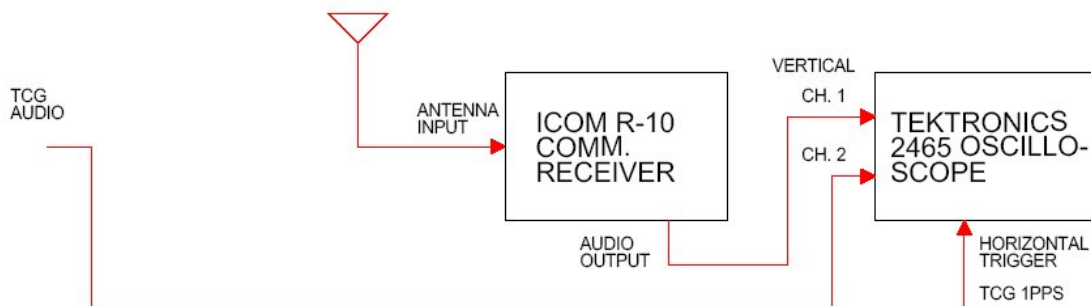 TCG
AUDIO
ANTENNA
INPUT
ICOM R-10
COMM.
RECEIVER
AUDIO
OUTPUT
VERTICAL
CH. 1
CH. 2
TEKTRONICS
2465 OSCILLO-
SCOPE
HORIZONTAL
TRIGGER
TCG 1PPS